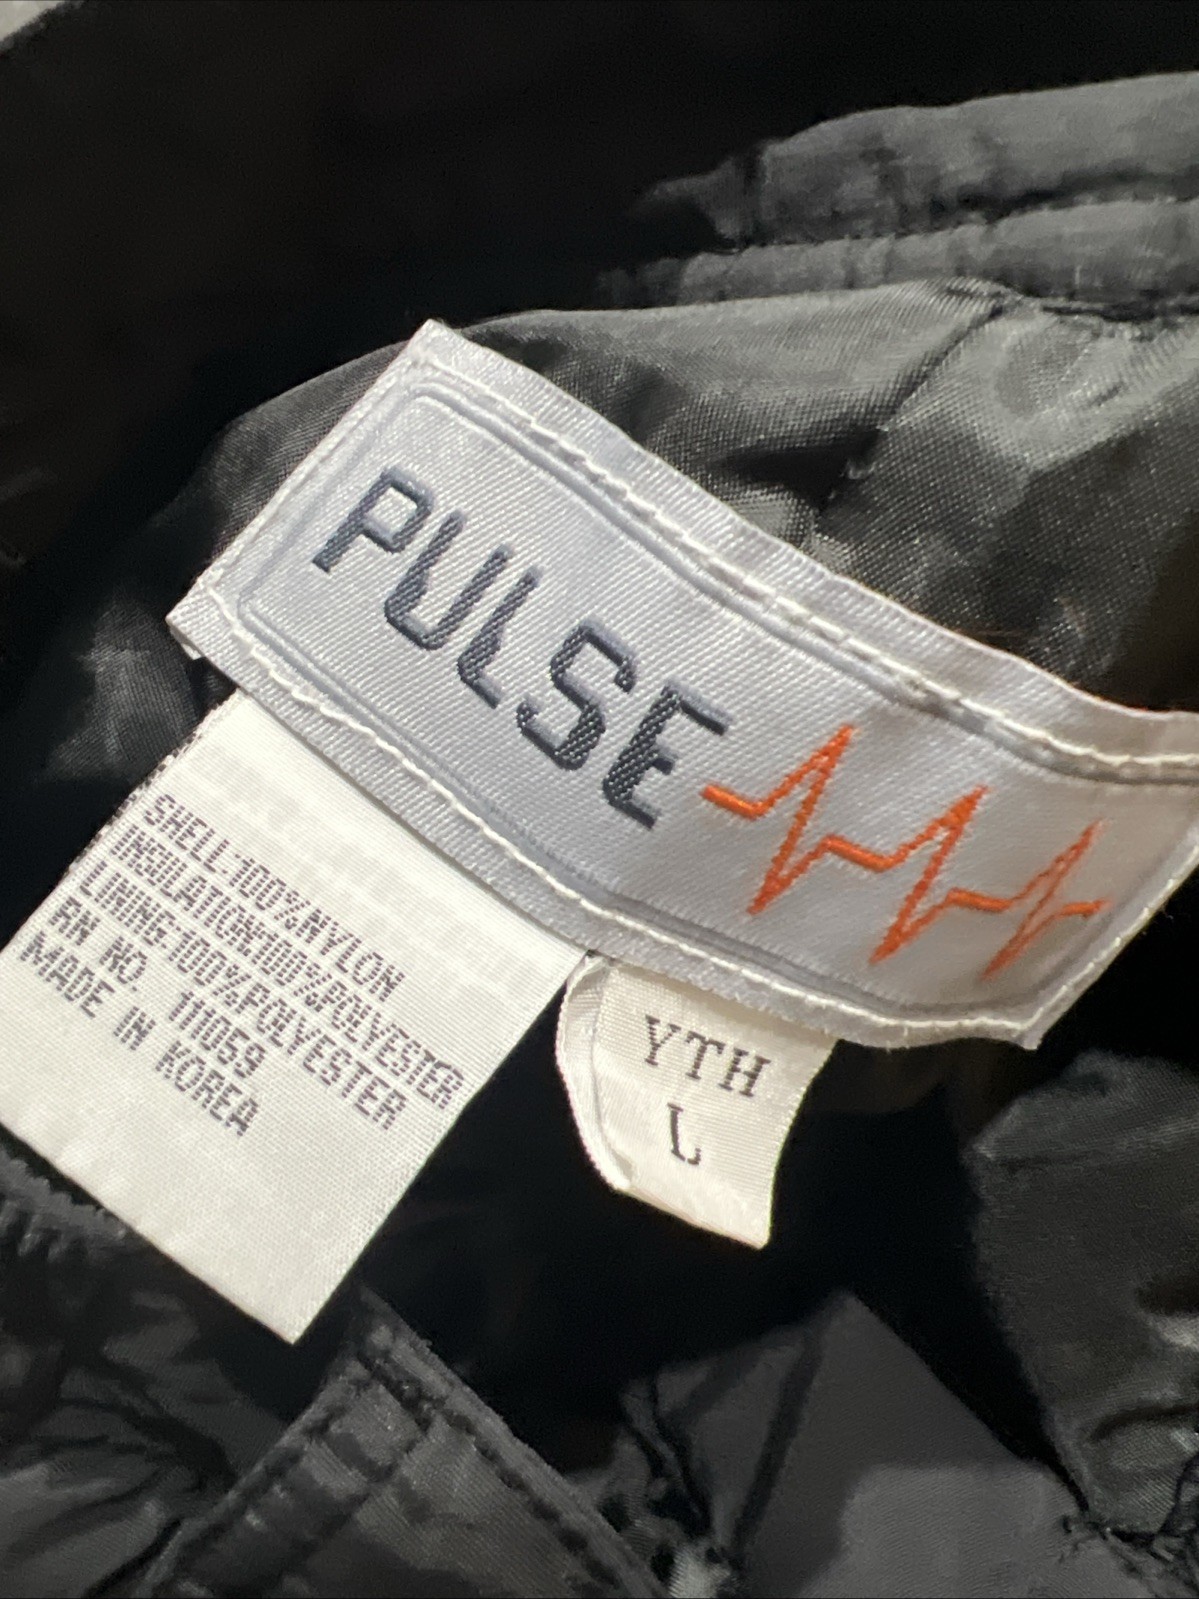 PULSE
SHELL:100%NYLON
INSULATION:100%POLYESTER
LINING:100%POLYESTER
RN NO. 111059
MADE IN KOREA
YTH
L